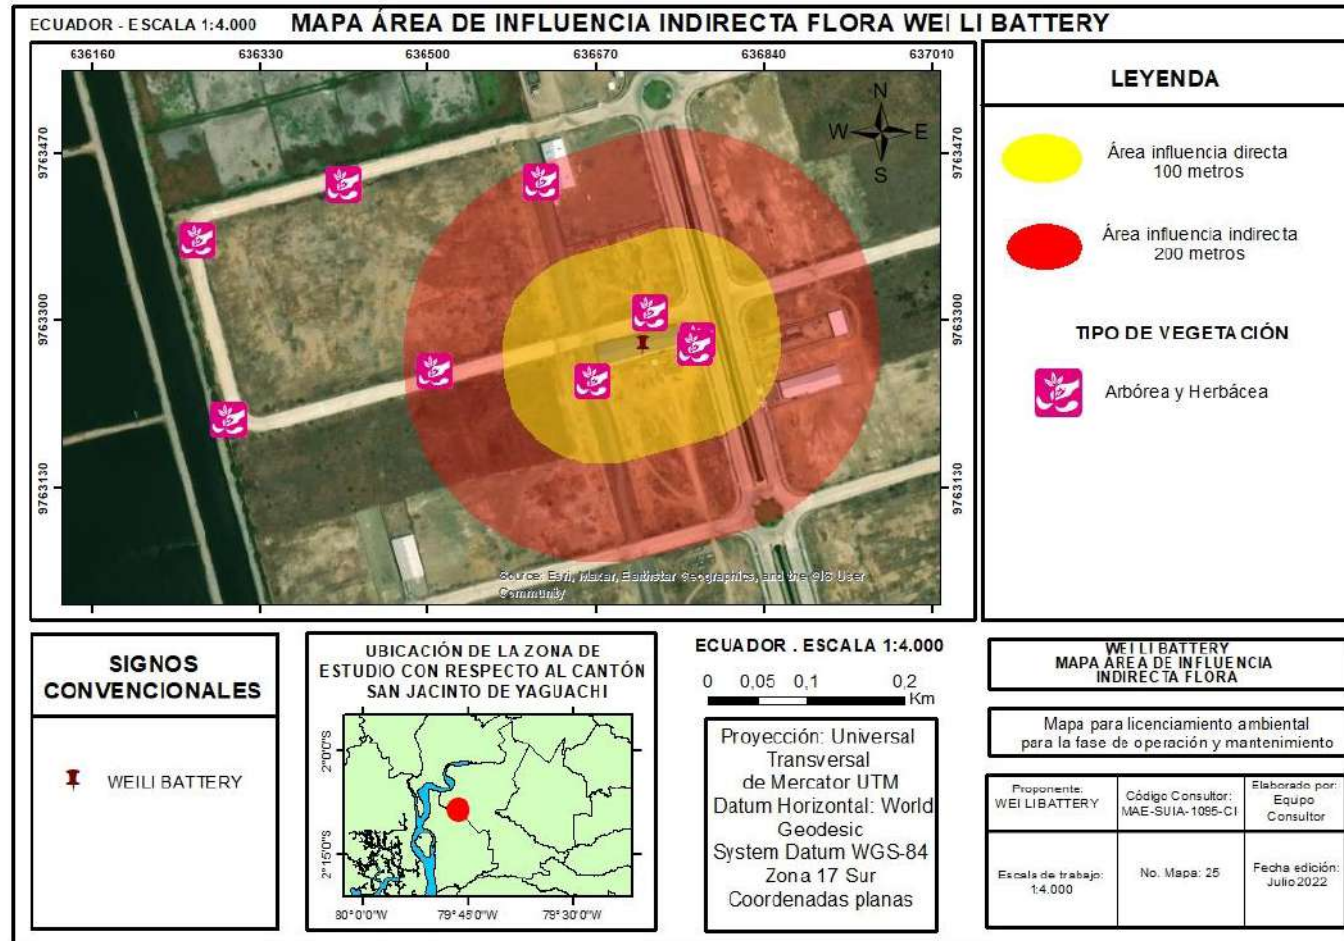 ECUADOR - ESCALA 1:4.000
MAPA ÁREA DE INFLUENCIA INDIRECTA FLORA WEI LI BATTERY
636160
636330
636500
636670
636840
637010
9763470
9763300
9763130
9763470
9763300
9763130
N
W
E
S
Source: Esri, Maxar, Earthstar Geographics, and the GIS User
Community
LEYENDA
Área influencia directa
100 metros
Área influencia indirecta
200 metros
TIPO DE VEGETACIÓN
Arbórea y Herbácea
SIGNOS
CONVENCIONALES
WEILI BATTERY
UBICACIÓN DE LA ZONA DE
ESTUDIO CON RESPECTO AL CANTÓN
SAN JACINTO DE YAGUACHI
2°0'0"S
2°15'0"S
80°0'0"W
79°45'0"W
79°30'0"W
ECUADOR . ESCALA 1:4.000
0 0,05 0,1 0,2
Km
Proyección: Universal
Transversal
de Mercator UTM
Datum Horizontal: World
Geodesic
System Datum WGS-84
Zona 17 Sur
Coordenadas planas
WEI LI BATTERY
MAPA ÁREA DE INFLUENCIA
INDIRECTA FLORA
Mapa para licenciamiento ambiental
para la fase de operación y mantenimiento
Proponente:
WEI LI BATTERY
Código Consultor:
MAE-SUIA-1095-CI
Elaborado por:
Equipo
Consultor
Escala de trabajo:
1:4.000
No. Mapa: 25
Fecha edición:
Julio 2022